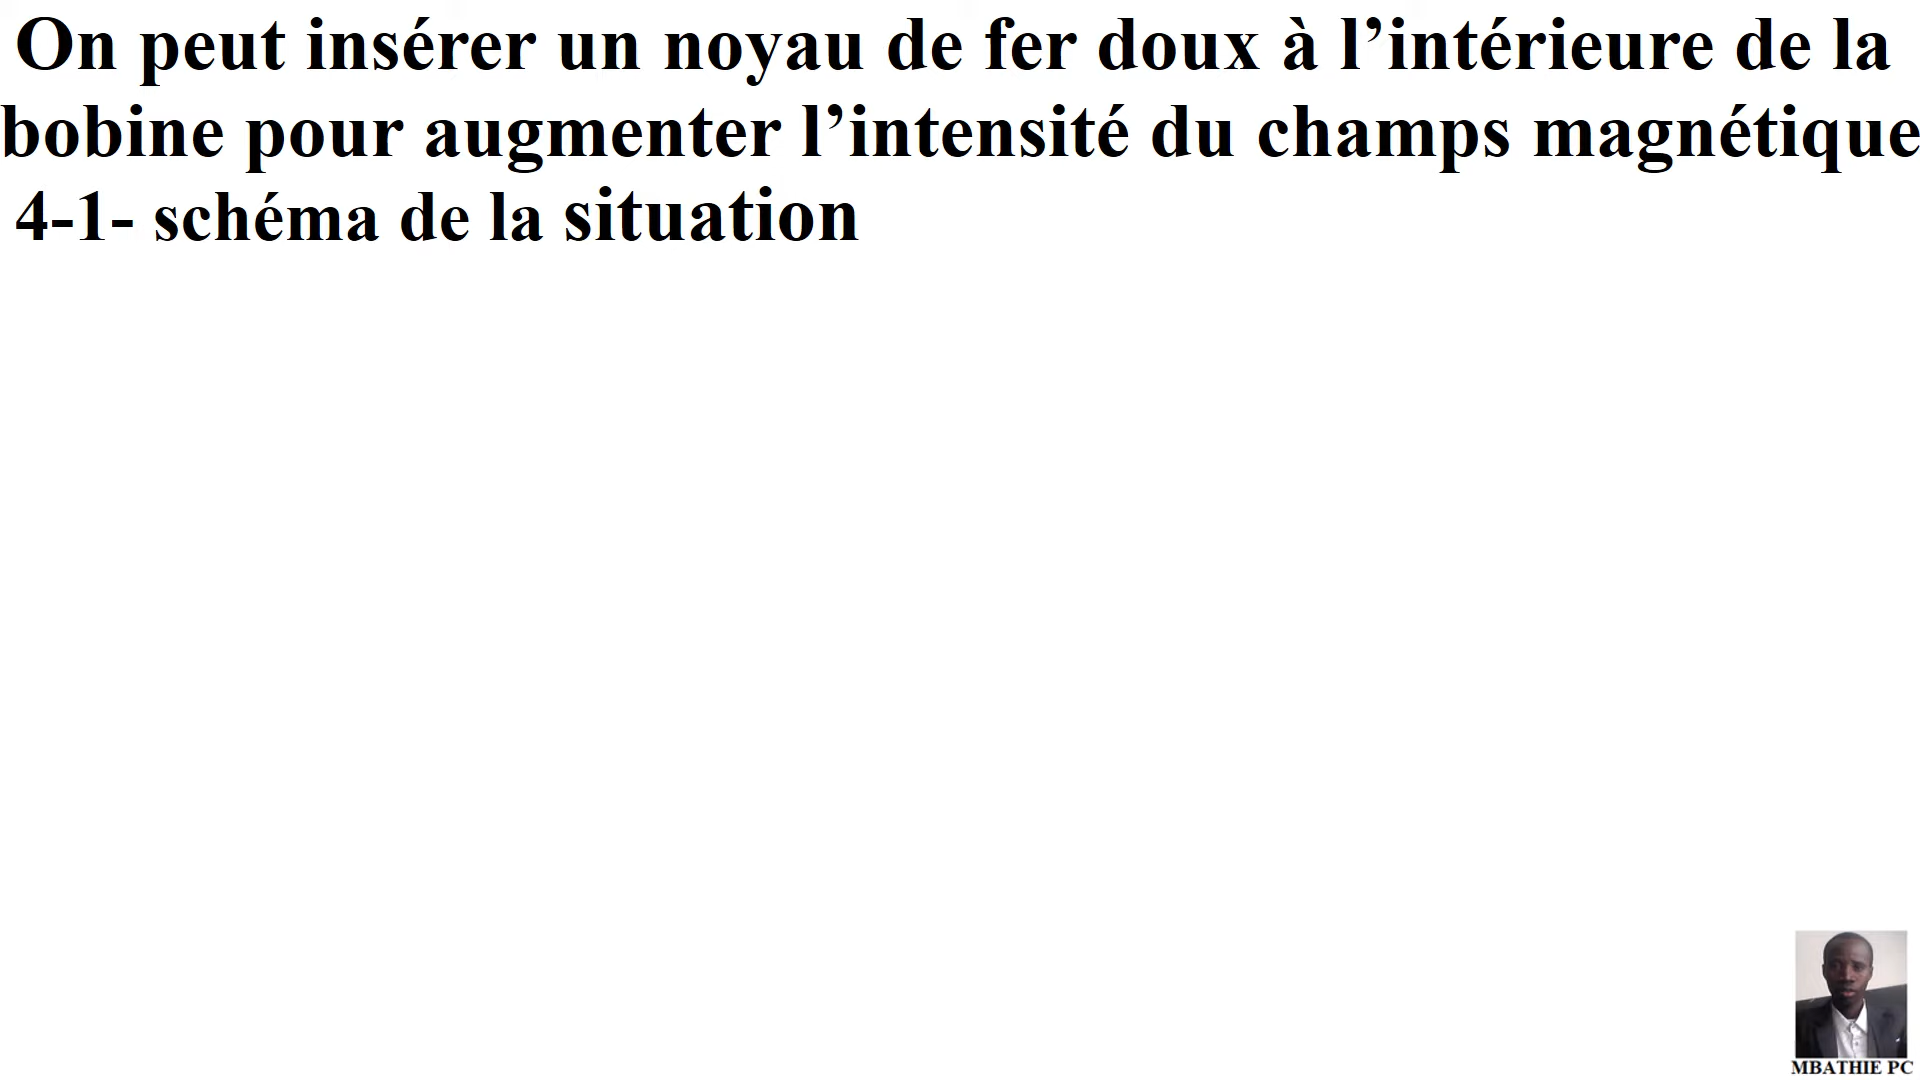 On peut insérer un noyau de fer doux à l’intérieure de la
bobine pour augmenter l’intensité du champs magnétique
4-1- schéma de la situation
MBATHIE PC